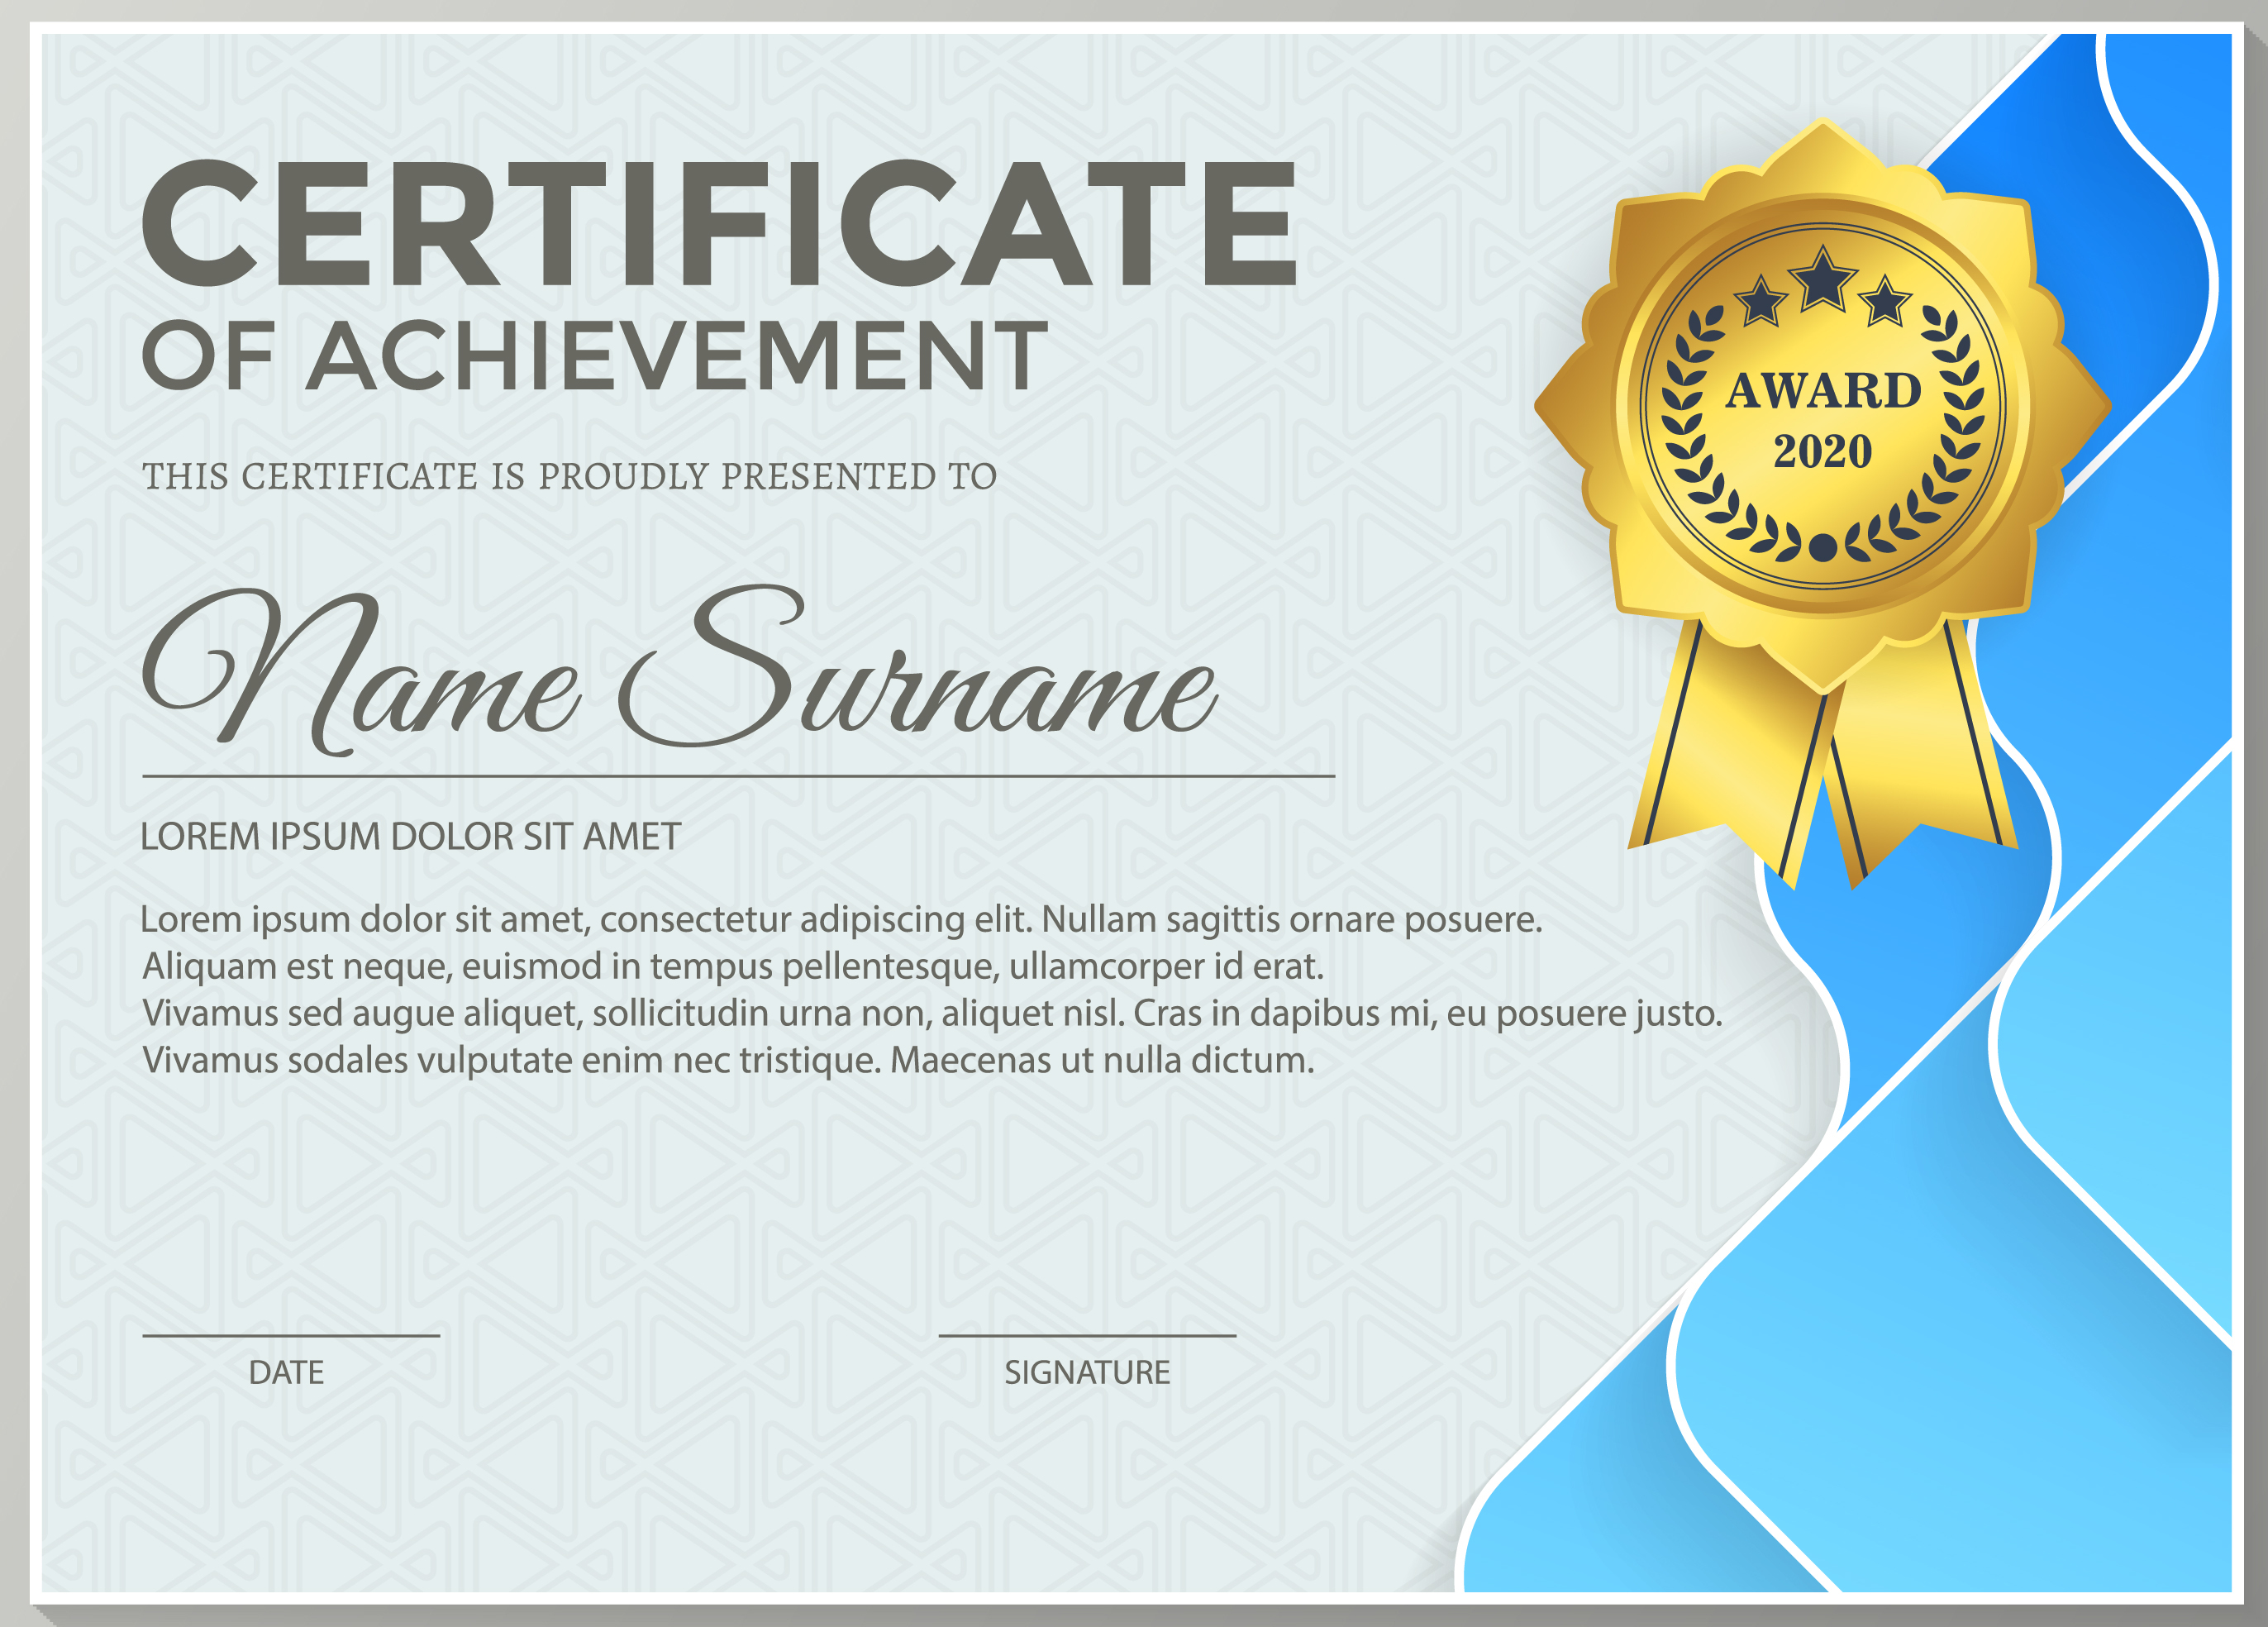 CERTIFICATE
OF ACHIEVEMENT
THIS CERTIFICATE IS PROUDLY PRESENTED TO
Name Surname
LOREM IPSUM DOLOR SIT AMET
Lorem ipsum dolor sit amet, consectetur adipiscing elit. Nullam sagittis ornare posuere.
Aliquam est neque, euismod in tempus pellentesque, ullamcorper id erat.
Vivamus sed augue aliquet, sollicitudin urna non, aliquet nisl. Cras in dapibus mi, eu posuere justo.
Vivamus sodales vulputate enim nec tristique. Maecenas ut nulla dictum.
DATE
SIGNATURE
AWARD
2020